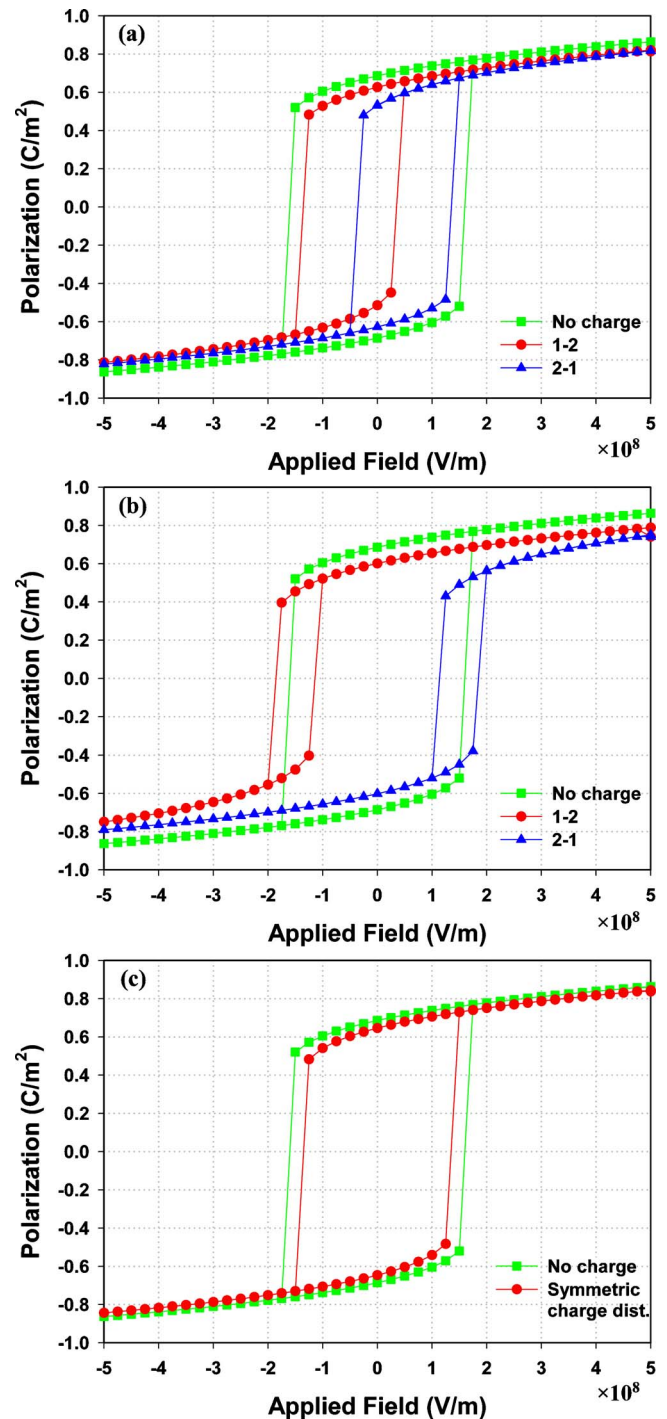 (a)
Polarization (C/m²)
1.0
0.8
0.6
0.4
0.2
0.0
-0.2
-0.4
-0.6
-0.8
-1.0
No charge
1-2
2-1
-5 -4 -3 -2 -1 0 1 2 3 4 5
×10⁸
Applied Field (V/m)
(b)
Polarization (C/m²)
1.0
0.8
0.6
0.4
0.2
0.0
-0.2
-0.4
-0.6
-0.8
-1.0
No charge
1-2
2-1
-5 -4 -3 -2 -1 0 1 2 3 4 5
×10⁸
Applied Field (V/m)
(c)
Polarization (C/m²)
1.0
0.8
0.6
0.4
0.2
0.0
-0.2
-0.4
-0.6
-0.8
-1.0
No charge
Symmetric
charge dist.
-5 -4 -3 -2 -1 0 1 2 3 4 5
×10⁸
Applied Field (V/m)